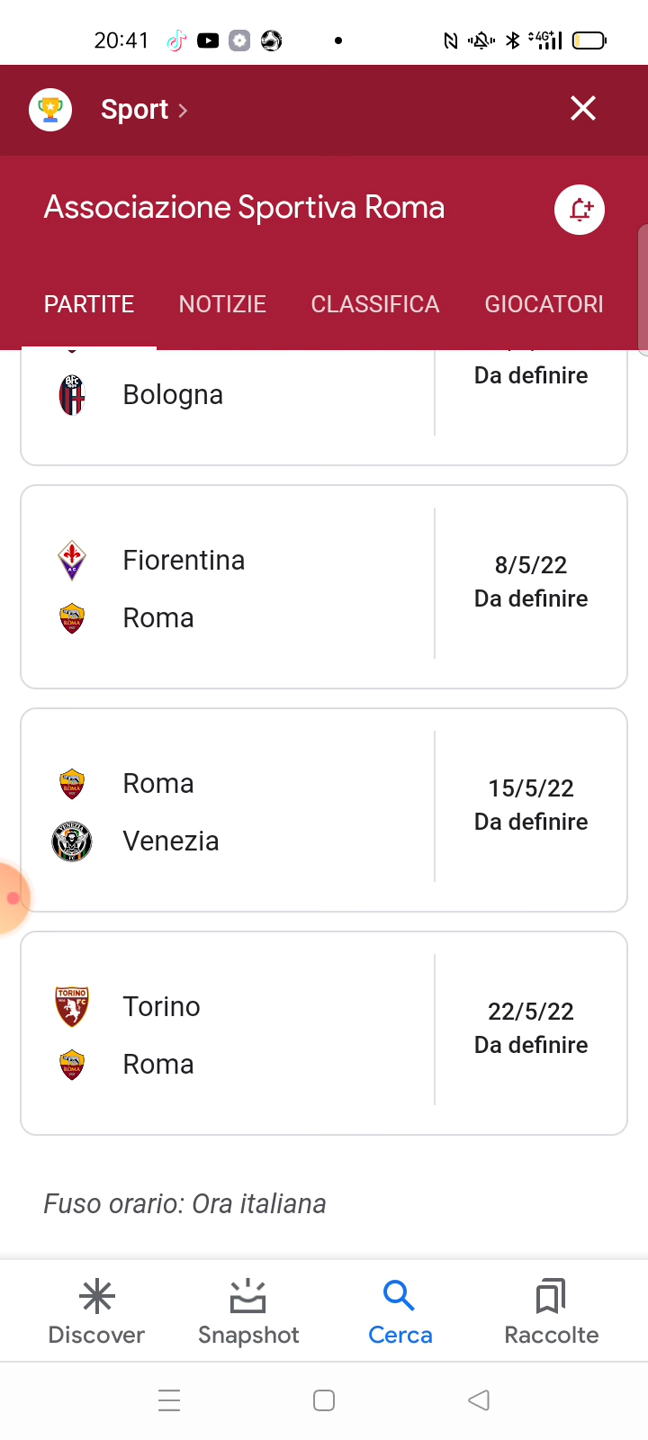 20:41
4G+
Sport
Associazione Sportiva Roma
PARTITE NOTIZIE CLASSIFICA GIOCATORI
Bologna
Da definire
Fiorentina
Roma
8/5/22
Da definire
Roma
Venezia
15/5/22
Da definire
Torino
Roma
22/5/22
Da definire
Fuso orario: Ora italiana
Discover Snapshot Cerca Raccolte